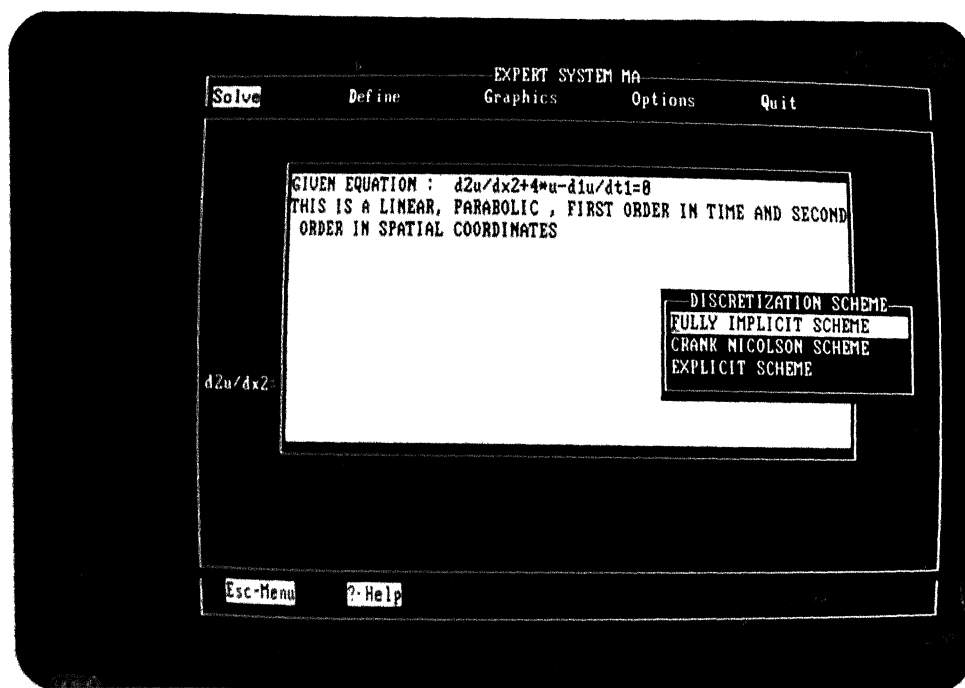 EXPERT SYSTEM MA
Solve Define Graphics Options Quit
GIVEN EQUATION : d2u/dx2+4*u-d1u/dt1=0
THIS IS A LINEAR, PARABOLIC , FIRST ORDER IN TIME AND SECOND
ORDER IN SPATIAL COORDINATES
DISCRETIZATION SCHEME
FULLY IMPLICIT SCHEME
CRANK NICOLSON SCHEME
EXPLICIT SCHEME
d2u/dx2=
Esc-Menu ?-Help